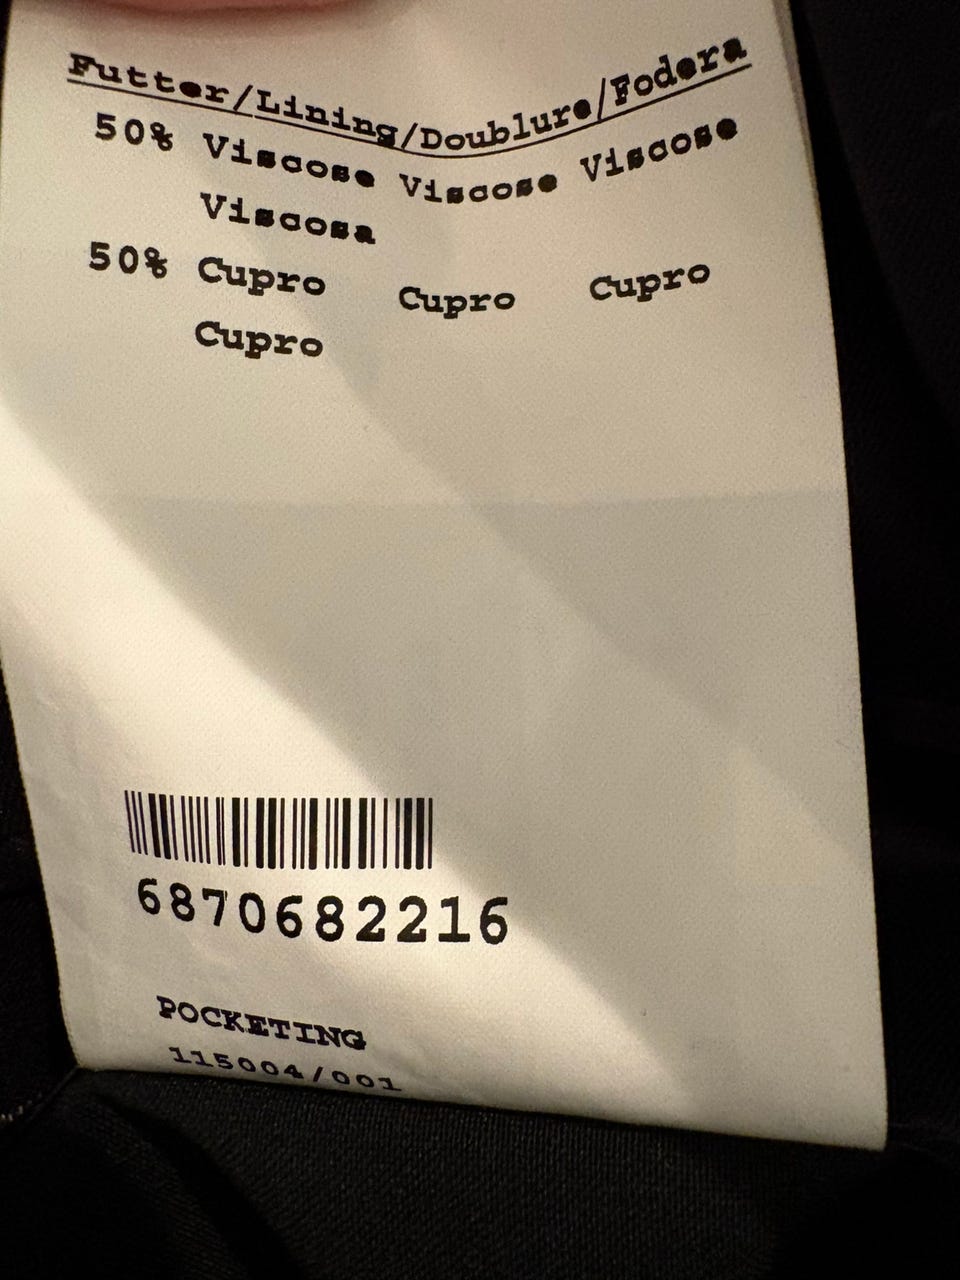 Futter/Lining/Doublure/Fodera
50% Viscose Viscose Viscose
Viscosa
50% Cupro Cupro Cupro
Cupro
6870682216
POCKETING
115004/001